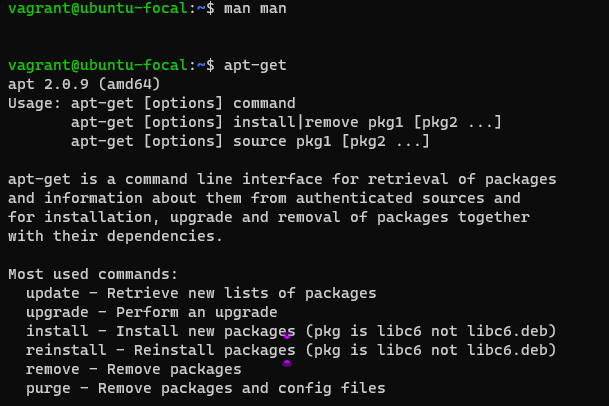 vagrant@ubuntu-focal:~$ man man
vagrant@ubuntu-focal:~$ apt-get
apt 2.0.9 (amd64)
Usage: apt-get [options] command
       apt-get [options] install|remove pkg1 [pkg2 ...]
       apt-get [options] source pkg1 [pkg2 ...]
apt-get is a command line interface for retrieval of packages
and information about them from authenticated sources and
for installation, upgrade and removal of packages together
with their dependencies.
Most used commands:
  update - Retrieve new lists of packages
  upgrade - Perform an upgrade
  install - Install new packages (pkg is libc6 not libc6.deb)
  reinstall - Reinstall packages (pkg is libc6 not libc6.deb)
  remove - Remove packages
  purge - Remove packages and config files